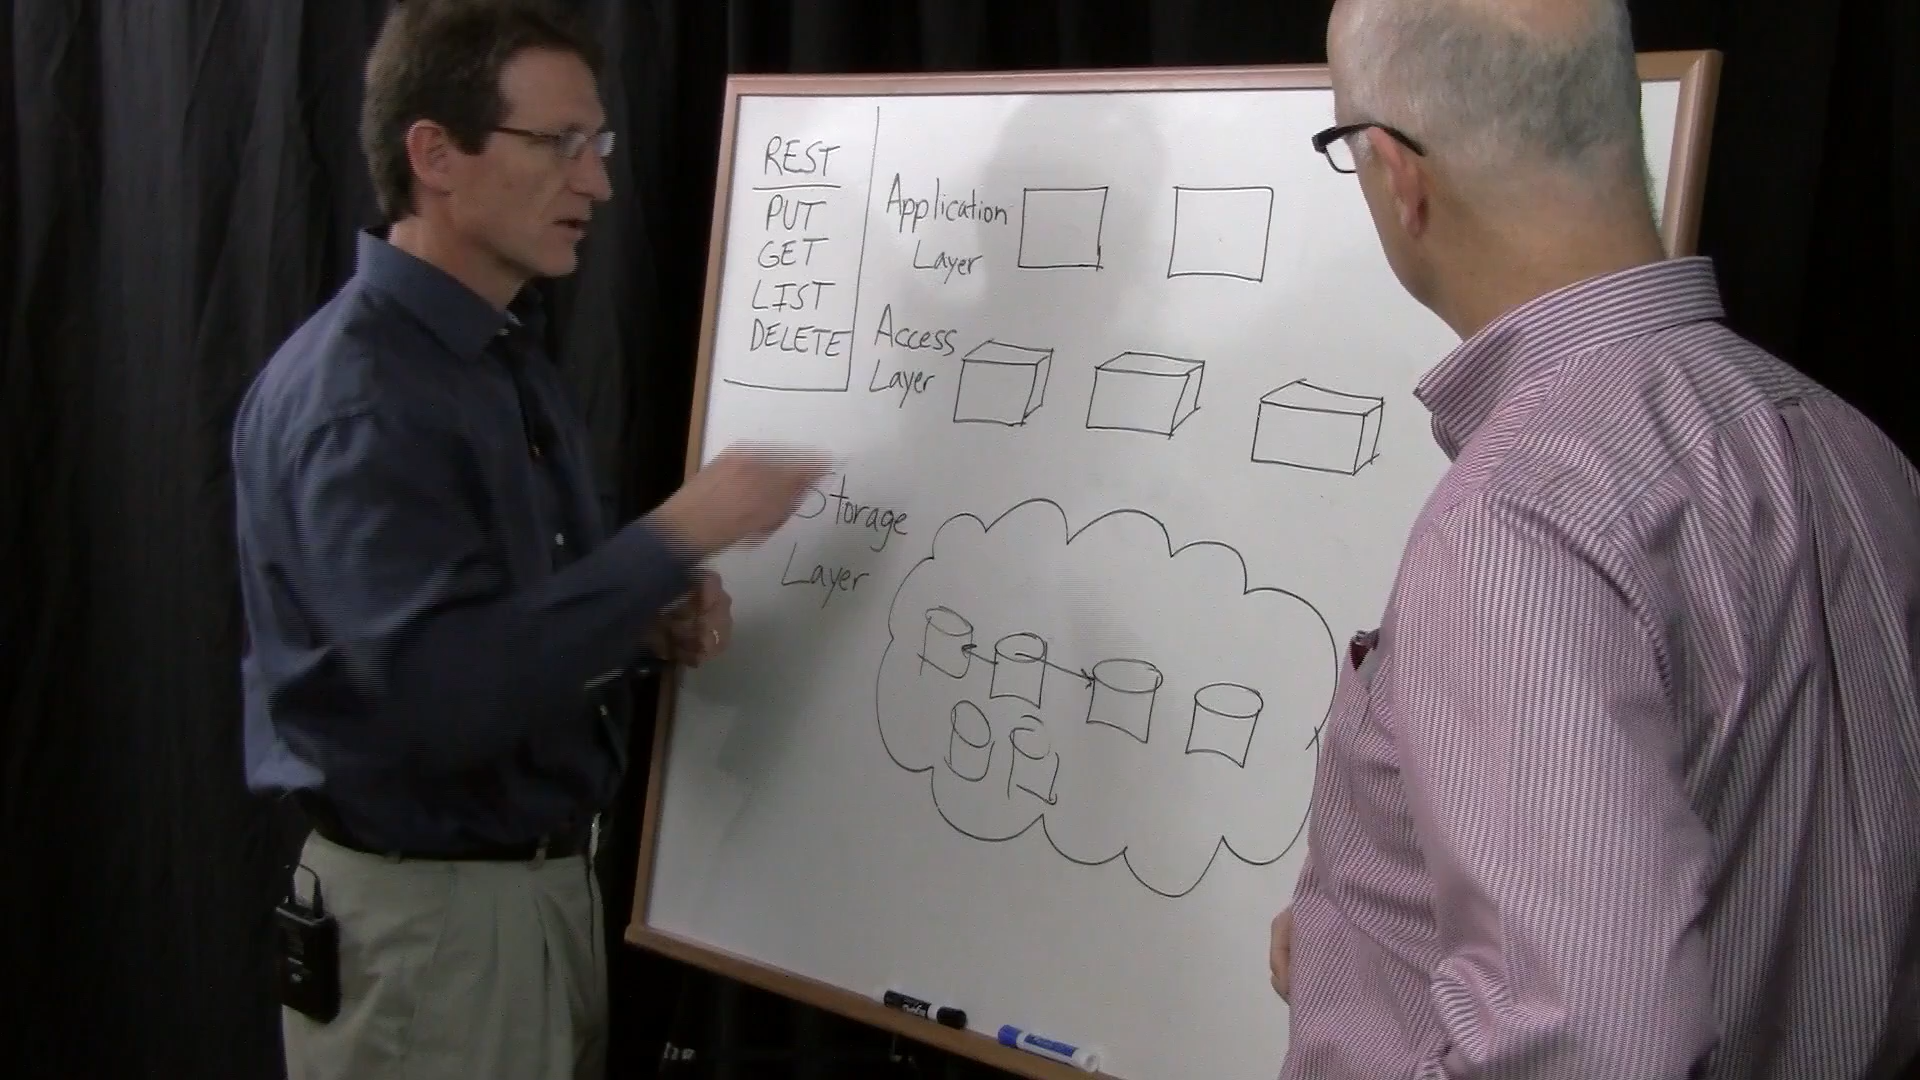 REST
PUT
GET
LIST
DELETE
Application
Layer
Access
Layer
Storage
Layer